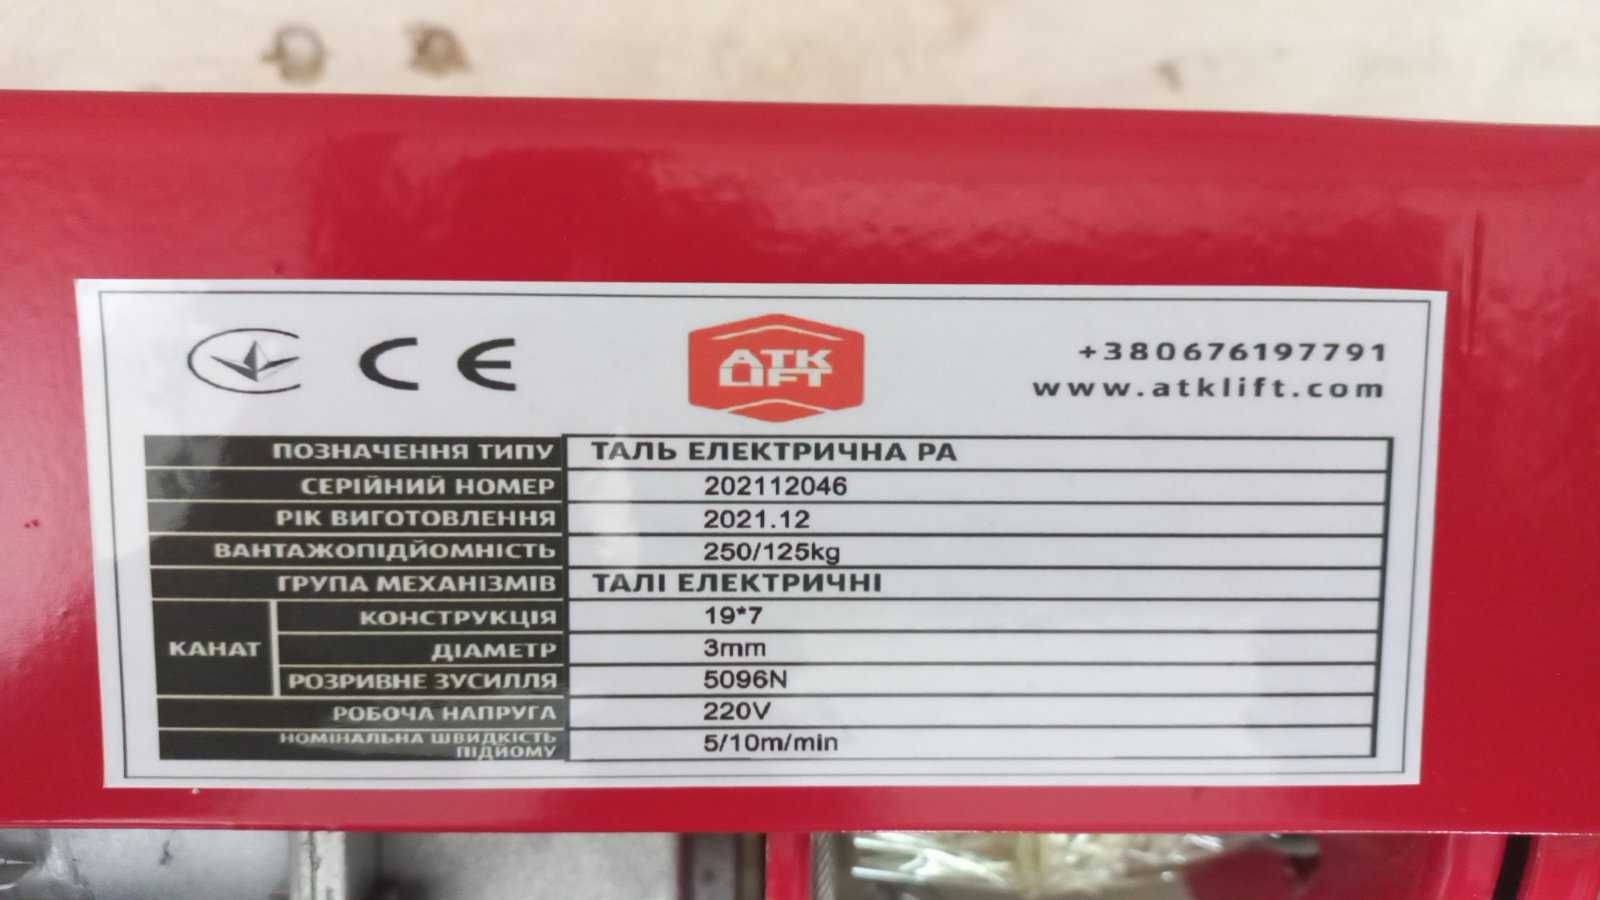 CE
ATK
LIFT
+380676197791
www.atklift.com
ПОЗНАЧЕННЯ ТИПУ ТАЛЬ ЕЛЕКТРИЧНА РА
СЕРІЙНИЙ НОМЕР 202112046
РІК ВИГОТОВЛЕННЯ 2021.12
ВАНТАЖОПІДЙОМНІСТЬ 250/125kg
ГРУПА МЕХАНІЗМІВ ТАЛІ ЕЛЕКТРИЧНІ
КАНАТ
КОНСТРУКЦІЯ 19*7
ДІАМЕТР 3mm
РОЗРИВНЕ ЗУСИЛЛЯ 5096N
РОБОЧА НАПРУГА 220V
НОМІНАЛЬНА ШВИДКІСТЬ
ПІДЙОМУ 5/10m/min